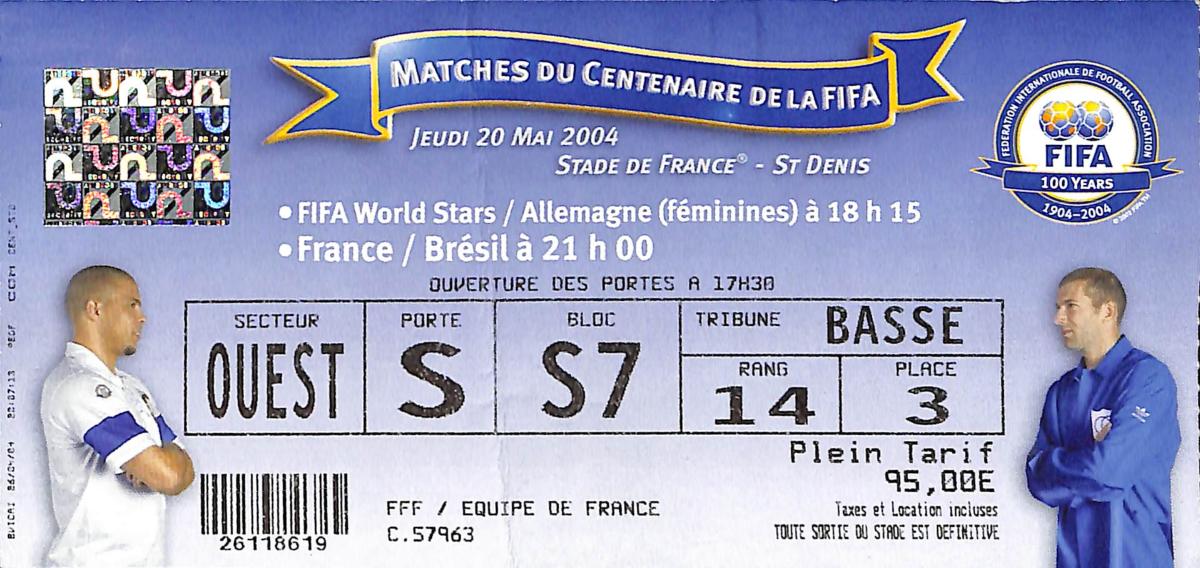 MATCHES DU CENTENAIRE DE LA FIFA
JEUDI 20 MAI 2004
STADE DE FRANCE® - ST DENIS
• FIFA World Stars / Allemagne (féminines) à 18 h 15
• France / Brésil à 21 h 00
FEDERATION INTERNATIONALE DE FOOTBALL ASSOCIATION
FIFA
100 YEARS
1904-2004
OUVERTURE DES PORTES A 17H30
SECTEUR PORTE BLOC TRIBUNE BASSE
OUEST S S7
RANG PLACE
14 3
Plein Tarif
95,00E
FFF / EQUIPE DE FRANCE
C.57963
Taxes et Location incluses
TOUTE SORTIE DU STADE EST DEFINITIVE
26118619